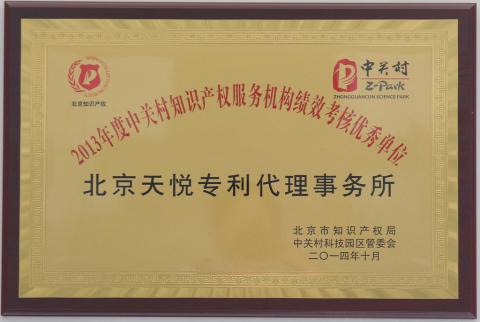 北京知识产权
中关村
Z-Park
ZHONGGUANCUN SCIENCE PARK
2013年度中关村知识产权服务机构绩效考核优秀单位
北京天悦专利代理事务所
北京市知识产权局
中关村科技园区管委会
二〇一四年十月